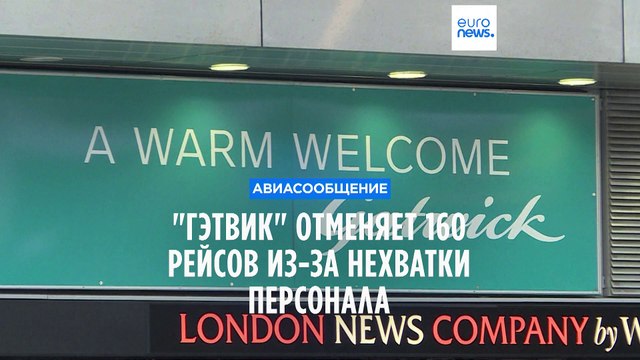 euro
news.
A WARM WELCOME
Gatwick
АВИАСООБЩЕНИЕ
"ГЭТВИК" ОТМЕНЯЕТ 160
РЕЙСОВ ИЗ-ЗА НЕХВАТКИ
ПЕРСОНАЛА
LONDON NEWS COMPANY by W